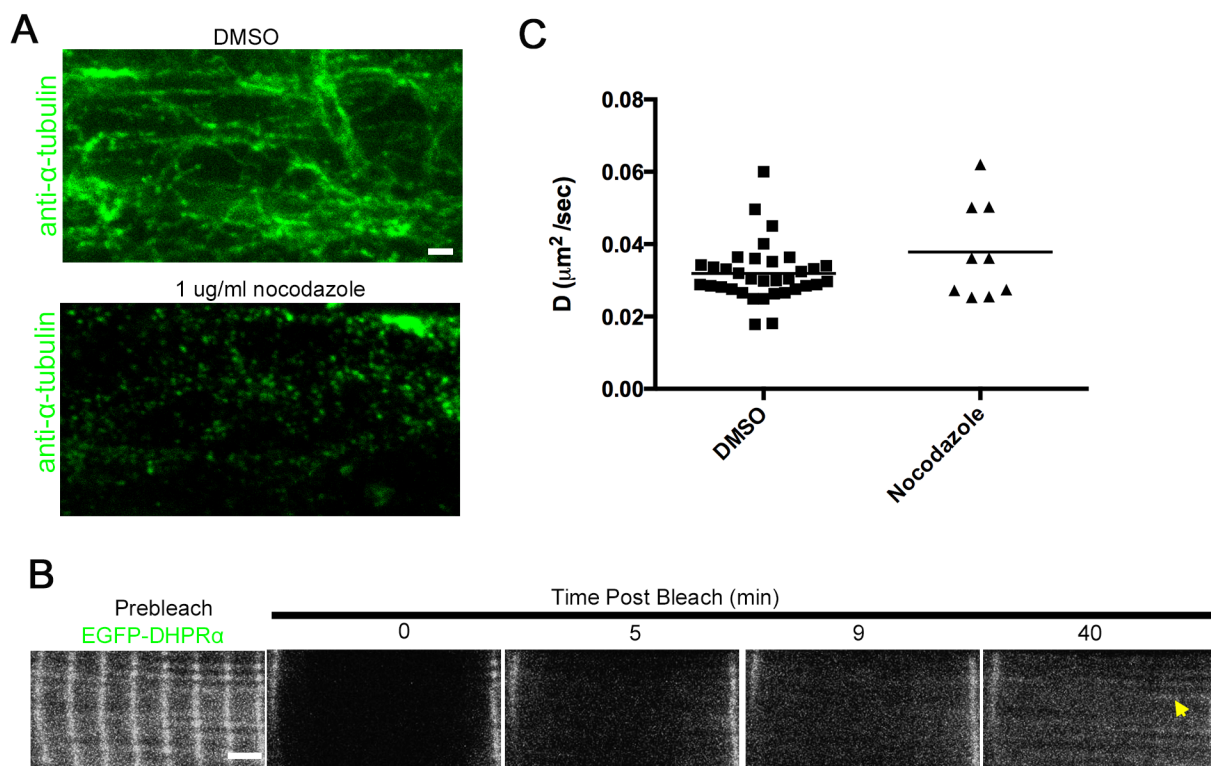 A
DMSO
anti-α-tubulin
1 ug/ml nocodazole
anti-α-tubulin
C
0.08
0.06
0.04
0.02
0.00
D (μm² /sec)
DMSO
Nocodazole
B
Prebleach
EGFP-DHPRα
Time Post Bleach (min)
0
5
9
40